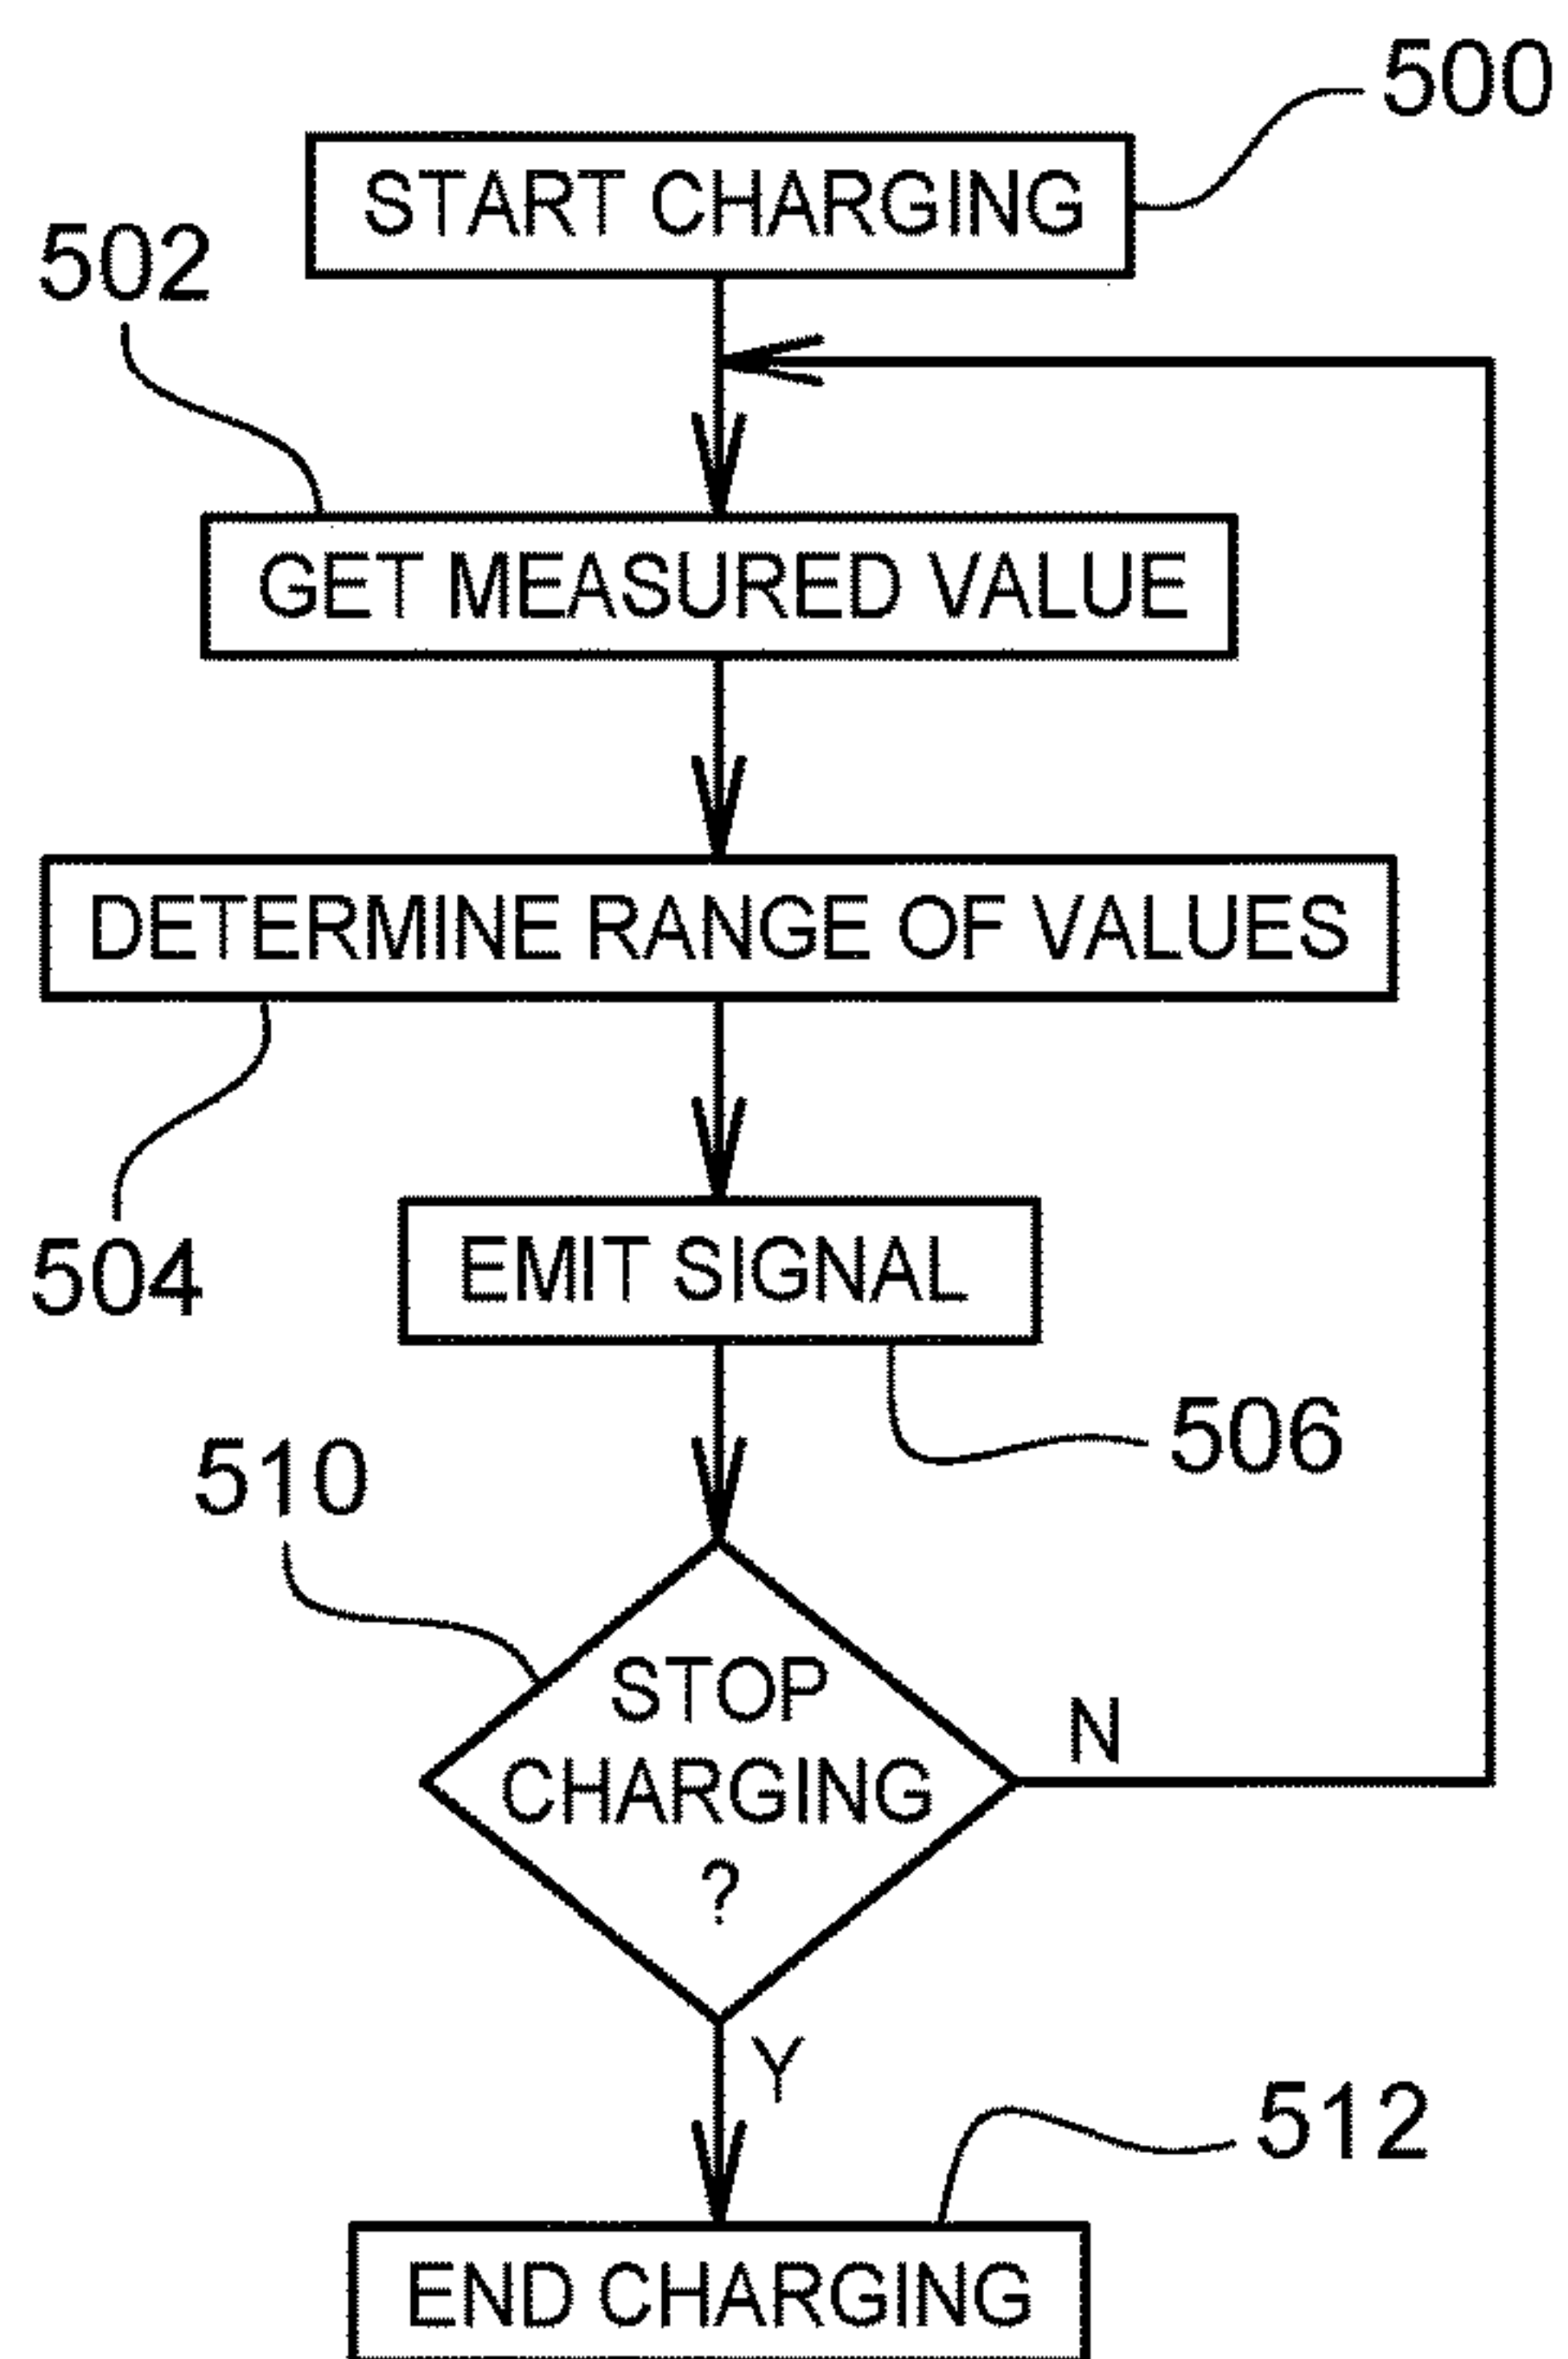 500
START CHARGING
502
GET MEASURED VALUE
DETERMINE RANGE OF VALUES
504
EMIT SIGNAL
506
510
STOP
CHARGING
?
N
Y
512
END CHARGING